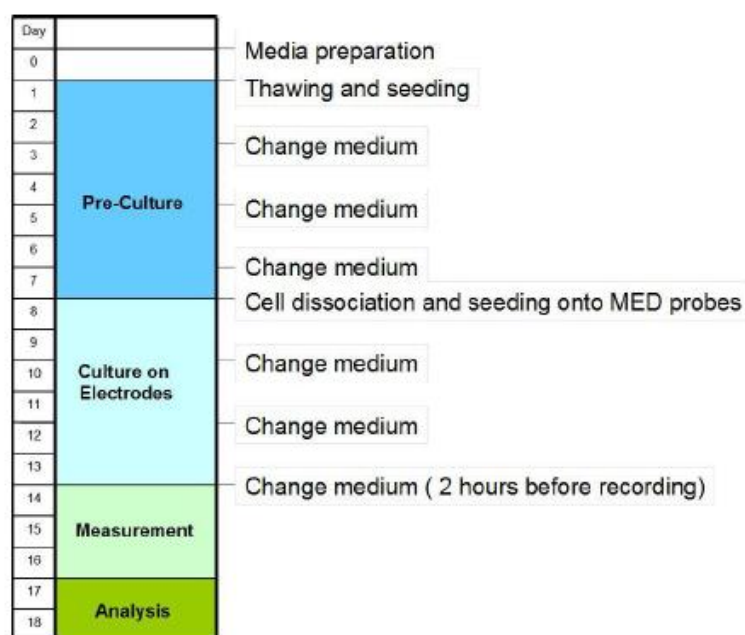 Day
0
Media preparation
1
Thawing and seeding
2
3
Change medium
4
Pre-Culture
5
Change medium
6
7
Change medium
8
Cell dissociation and seeding onto MED probes
9
10
Culture on
Electrodes
Change medium
11
12
Change medium
13
14
Change medium ( 2 hours before recording)
15
Measurement
16
17
Analysis
18